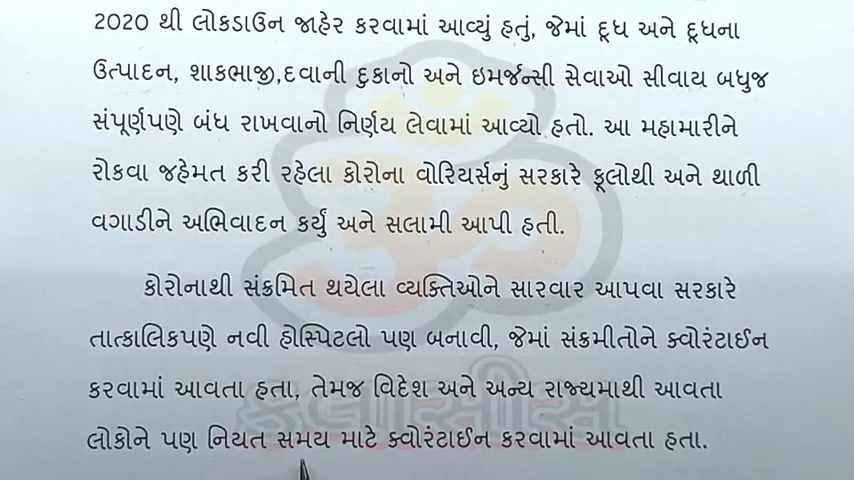 2020 થી લોકડાઉન જાહેર કરવામાં આવ્યું હતું, જેમાં દૂધ અને દૂધના
ઉત્પાદન, શાકભાજી,દવાની દુકાનો અને ઇમર્જન્સી સેવાઓ સીવાય બધુજ
સંપૂર્ણપણે બંધ રાખવાનો નિર્ણય લેવામાં આવ્યો હતો. આ મહામારીને
રોકવા જહેમત કરી રહેલા કોરોના વોરિયર્સનું સરકારે ફૂલોથી અને થાળી
વગાડીને અભિવાદન કર્યું અને સલામી આપી હતી.
કોરોનાથી સંક્રમિત થયેલા વ્યક્તિઓને સારવાર આપવા સરકારે
તાત્કાલિકપણે નવી હોસ્પિટલો પણ બનાવી, જેમાં સંક્રમીતોને ક્વોરંટાઈન
કરવામાં આવતા હતા, તેમજ વિદેશ અને અન્ય રાજ્યમાથી આવતા
ક્લાસીસ
લોકોને પણ નિયત સમય માટે ક્વોરંટાઈન કરવામાં આવતા હતા.